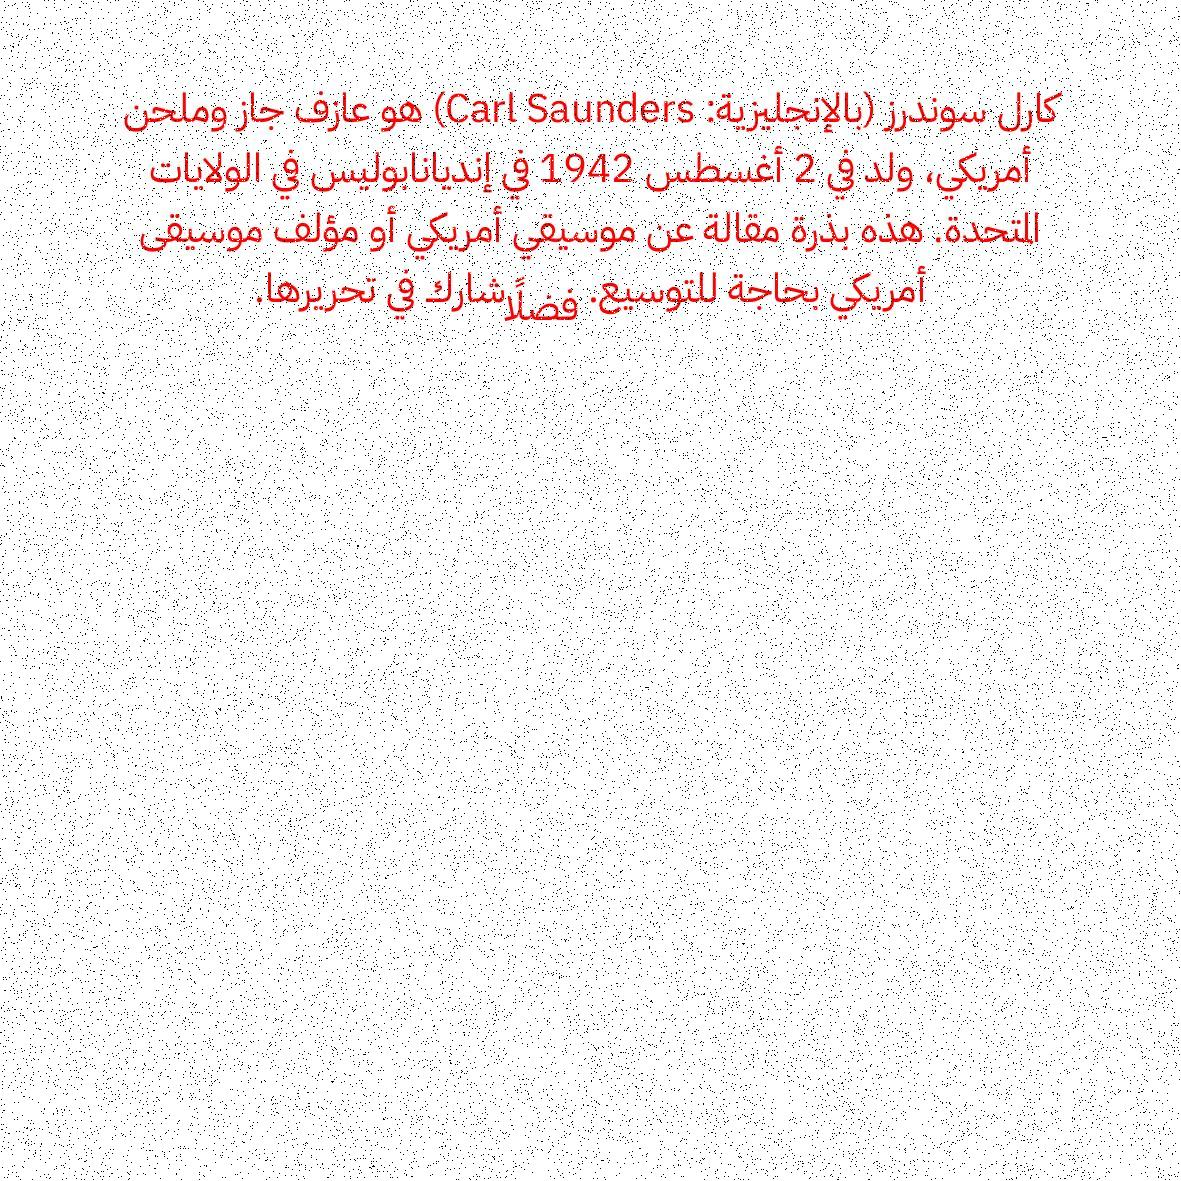 كارل سوندرز (بالإنجليزية: Carl Saunders) هو عازف جاز وملحن
أمريكي، ولد في 2 أغسطس 1942 في إنديانابوليس في الولايات
المتحدة. هذه بذرة مقالة عن موسيقي أمريكي أو مؤلف موسيقى
أمريكي بحاجة للتوسيع. فضلًا شارك في تحريرها.